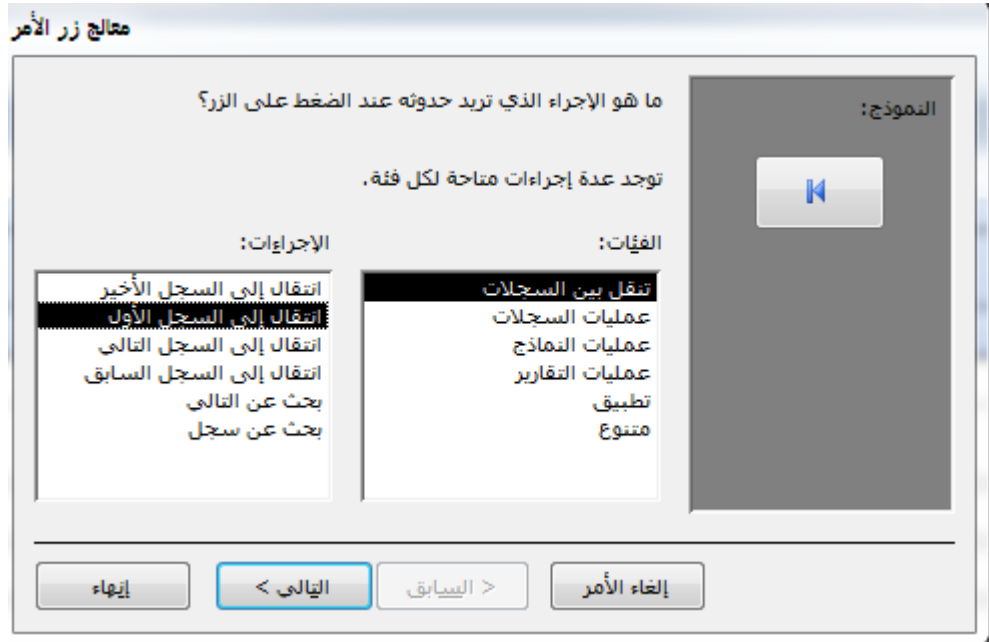 معالج زر الأمر
النموذج:
ما هو الإجراء الذي تريد حدوثه عند الضغط على الزر؟
توجد عدة إجراءات متاحة لكل فئة.
الفئات:
تنقل بين السجلات
عمليات السجلات
عمليات النماذج
عمليات التقارير
تطبيق
متنوع
الإجراءات:
انتقال إلى السجل الأخير
انتقال إلى السجل الأول
انتقال إلى السجل التالي
انتقال إلى السجل السابق
بحث عن التالي
بحث عن سجل
إلغاء الأمر
< السابق
التالي >
إنهاء